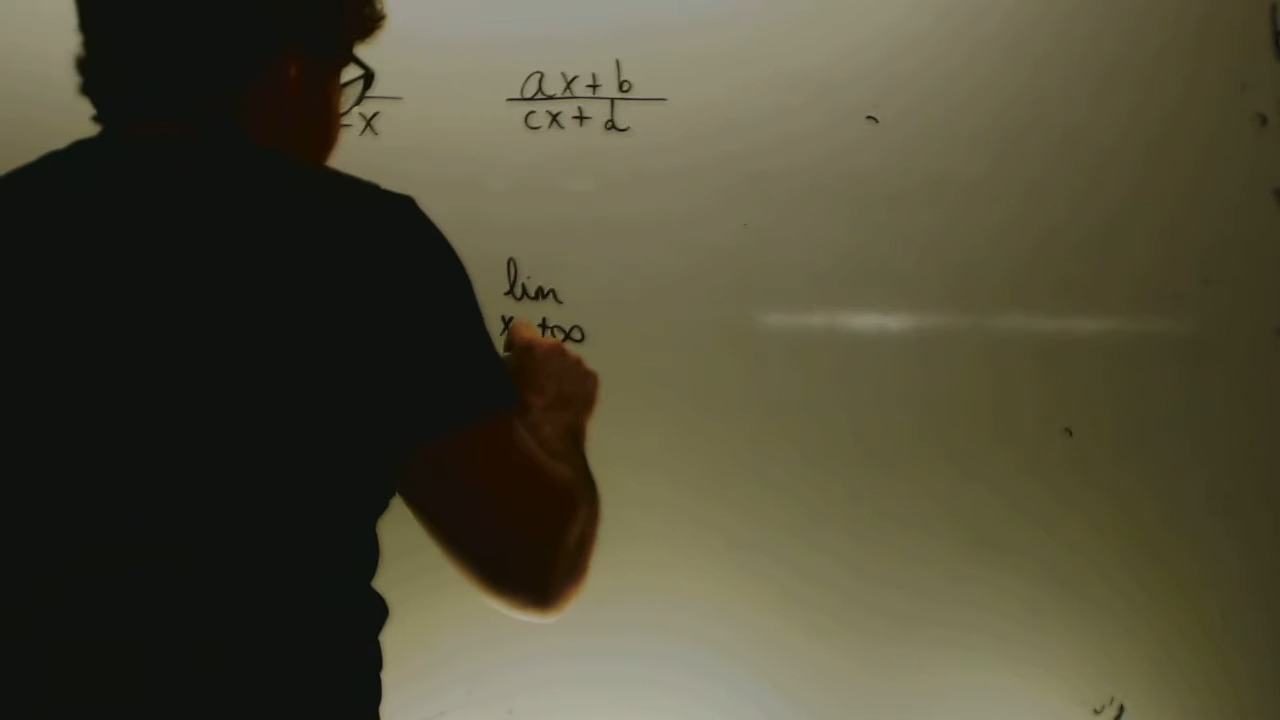 -x
ax+b
cx+d
lim
x +∞